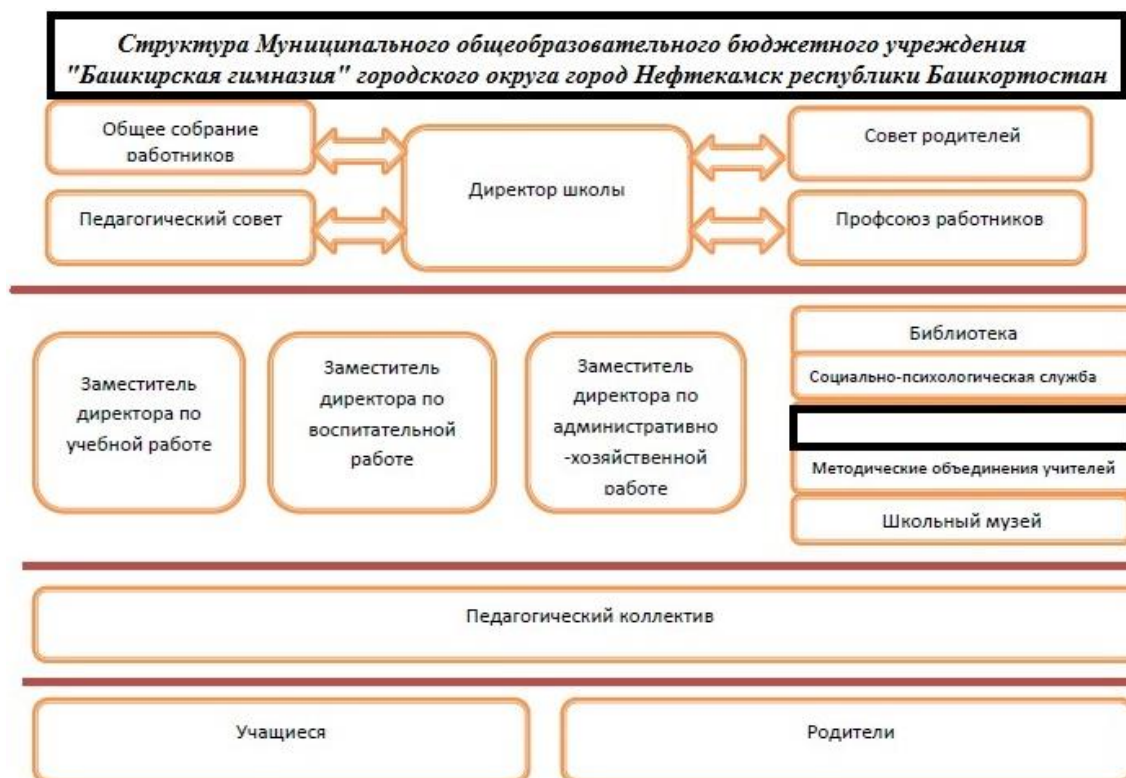 Структура Муниципального общеобразовательного бюджетного учреждения
"Башкирская гимназия" городского округа город Нефтекамск республики Башкортостан
Общее собрание
работников
Педагогический совет
Директор школы
Совет родителей
Профсоюз работников
Заместитель
директора по
учебной работе
Заместитель
директора по
воспитательной
работе
Заместитель
директора по
административно
-хозяйственной
работе
Библиотека
Социально-психологическая служба
Методические объединения учителей
Школьный музей
Педагогический коллектив
Учащиеся
Родители